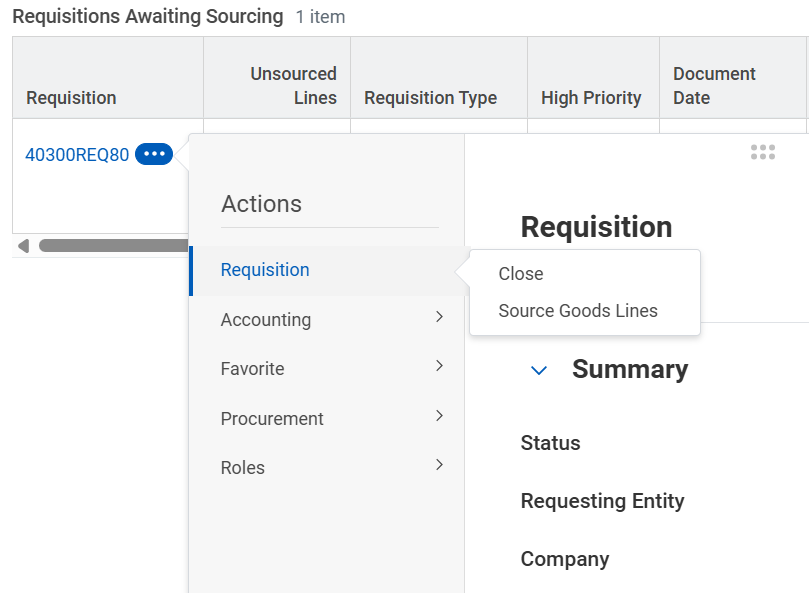 Requisitions Awaiting Sourcing 1 item
Requisition
Unsourced
Lines
Requisition Type
High Priority
Document
Date
40300REQ80
Actions
Requisition
Accounting
Favorite
Procurement
Roles
Close
Source Goods Lines
Requisition
Summary
Status
Requesting Entity
Company